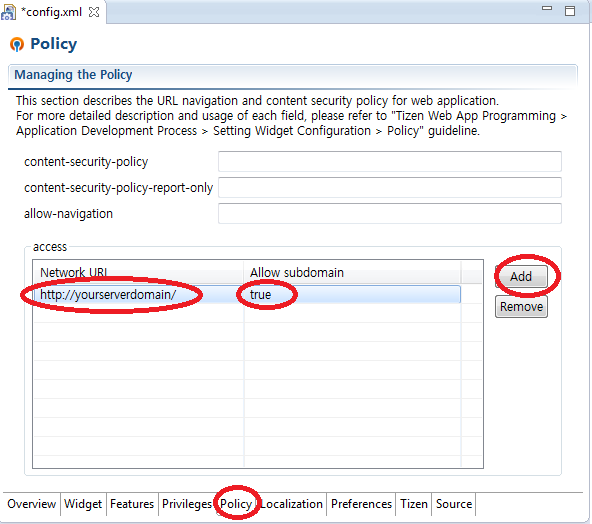 *config.xml
Policy
Managing the Policy
This section describes the URL navigation and content security policy for web application.
For more detailed description and usage of each field, please refer to "Tizen Web App Programming >
Application Development Process > Setting Widget Configuration > Policy" guideline.
content-security-policy
content-security-policy-report-only
allow-navigation
access
Network URL Allow subdomain
http://yourserverdomain/ true
Add
Remove
Overview Widget Features Privileges Policy Localization Preferences Tizen Source